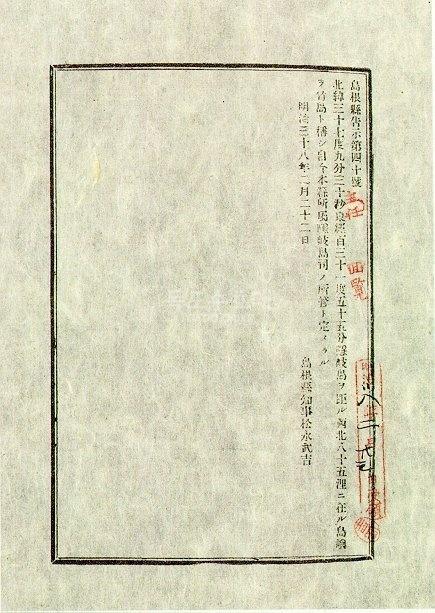 島根縣告示第四十號
北緯三十七度九分三十秒東經百三十一度五十五分隱岐島ヲ距ル西北八十五浬ニ在ル島嶼
ヲ竹島ト稱シ自今本縣所屬隱岐島司ノ所管ト定メラル
明治三十八年二月二十二日
島根縣知事松永武吉
回覧